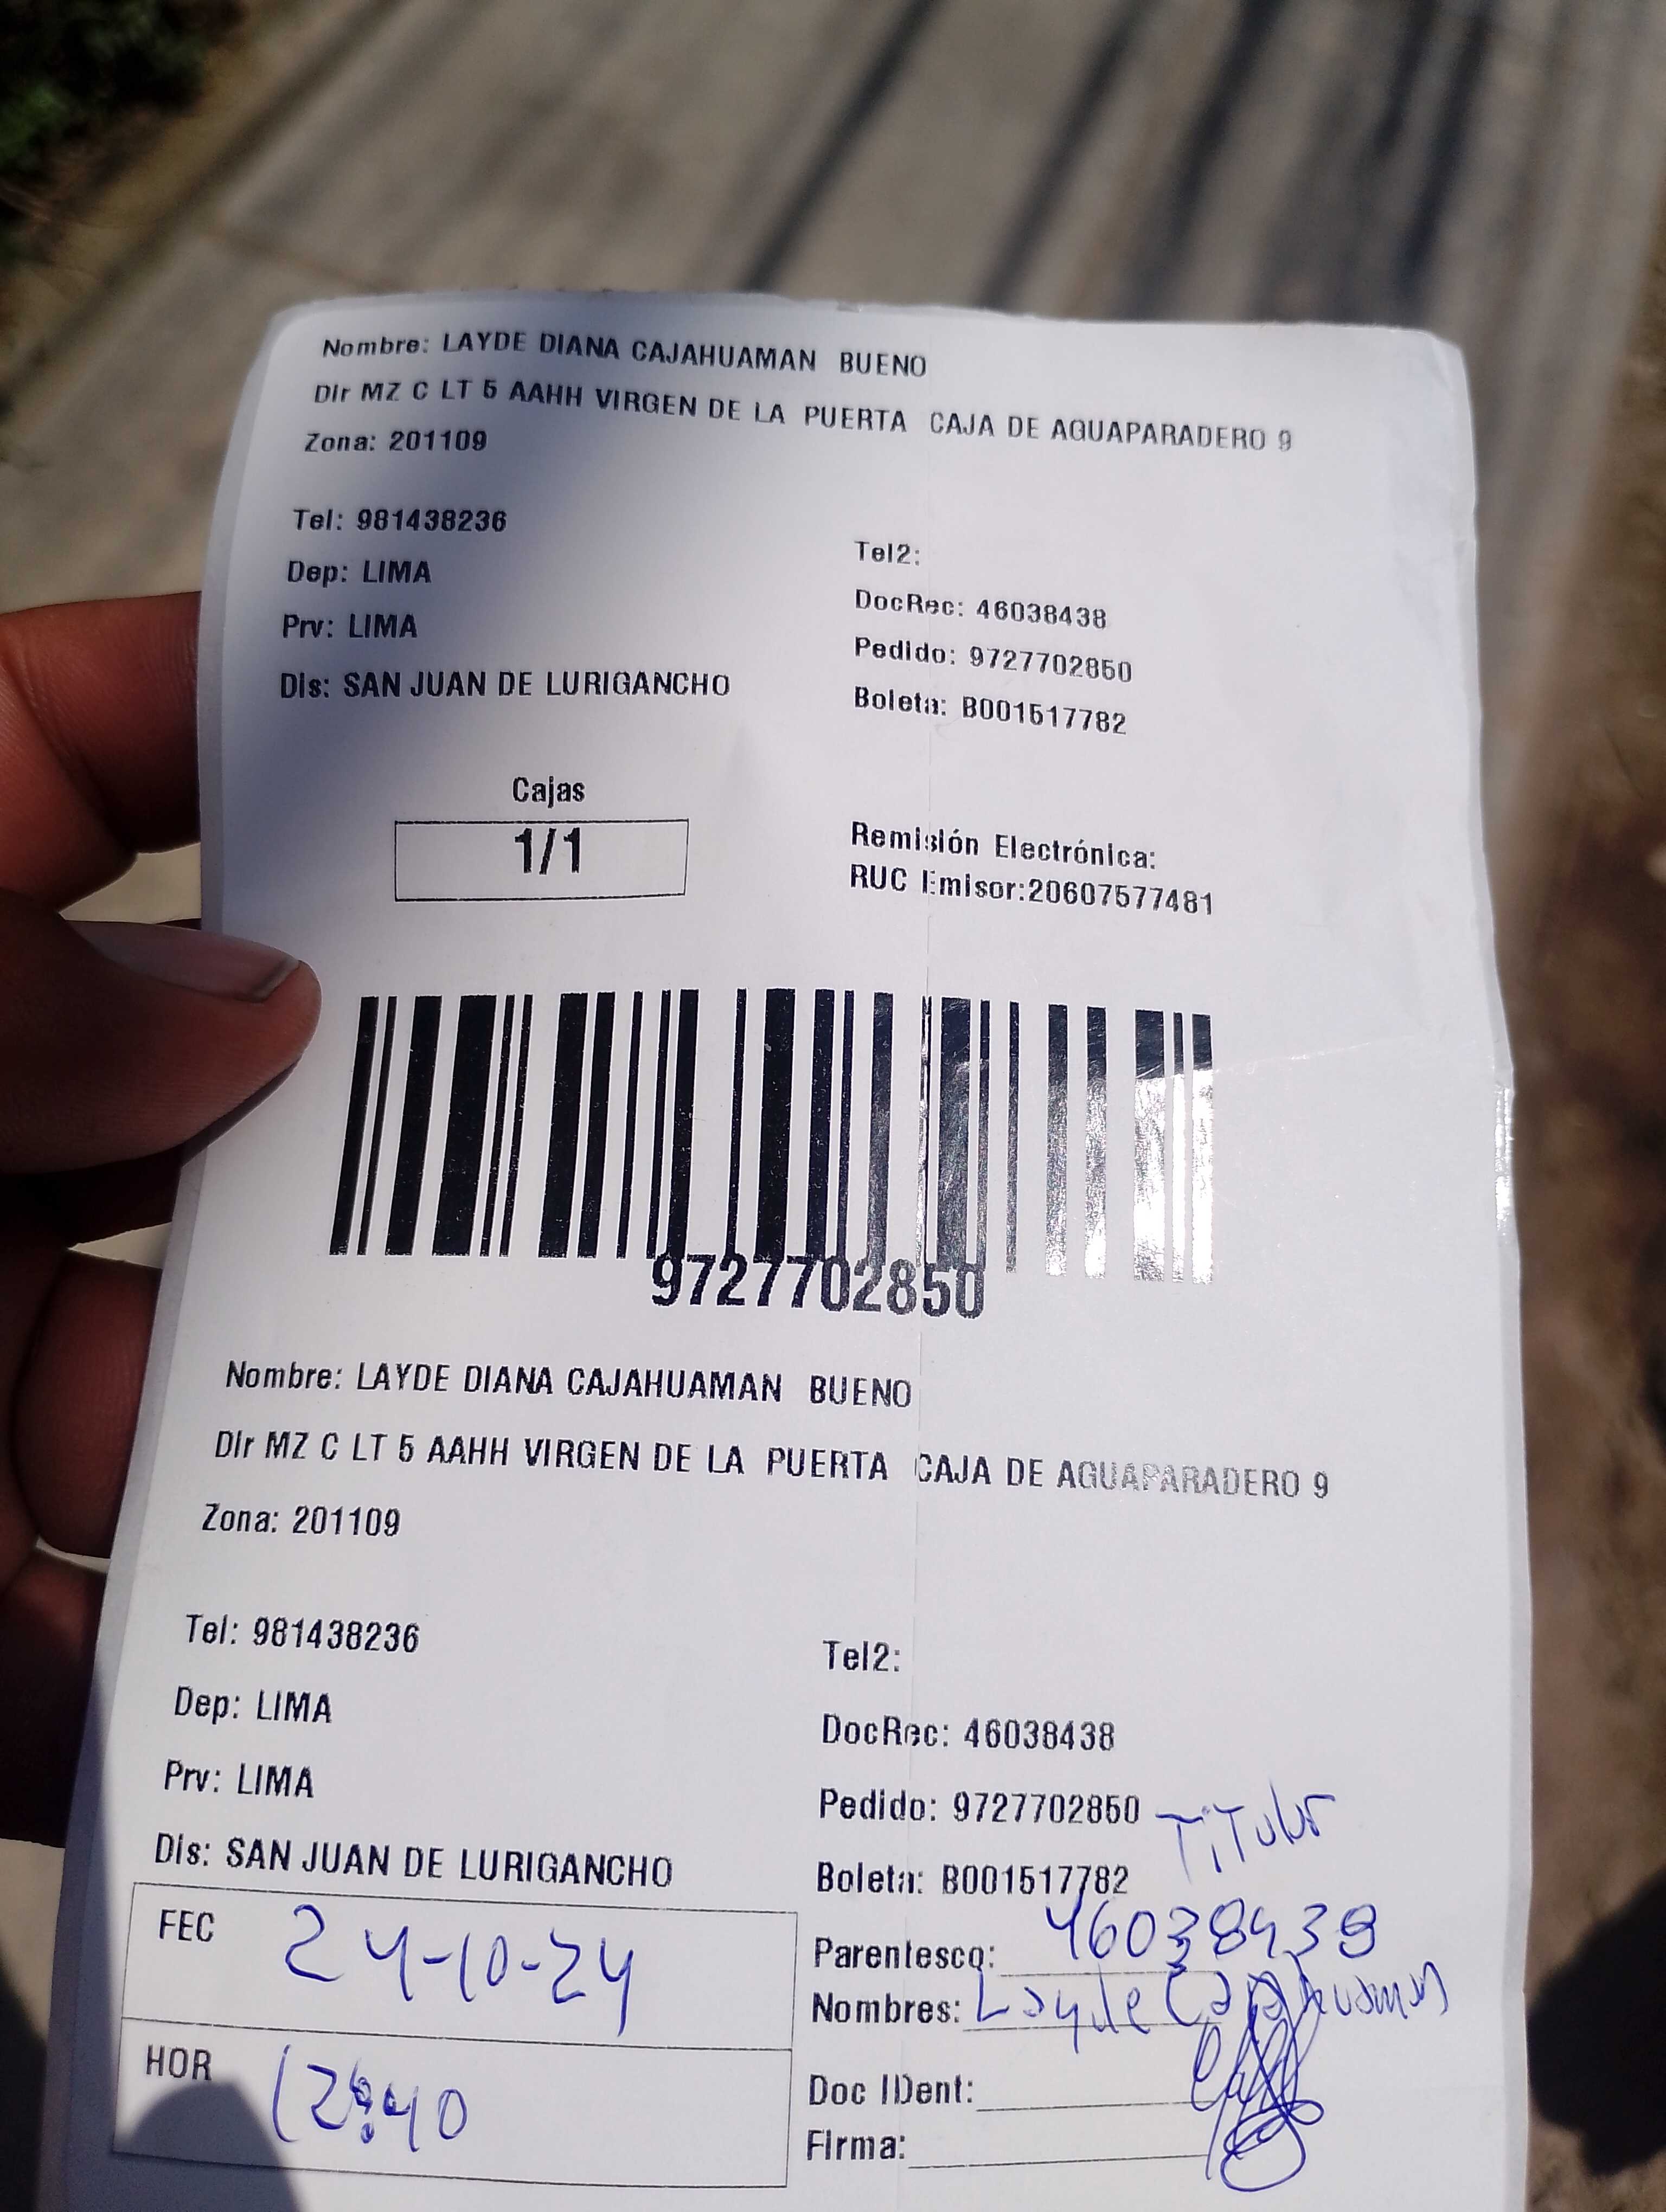 Nombre: LAYDE DIANA CAJAHUAMAN BUENO
Dir MZ C LT 5 AAHH VIRGEN DE LA PUERTA CAJA DE AGUAPARADERO 9
Zona: 201109
Tel: 981438236
Tel2:
Dep: LIMA
DocRec: 46038438
Prv: LIMA
Pedido: 9727702850
Dis: SAN JUAN DE LURIGANCHO
Boleta: B001517782
Cajas
1/1
Remisión Electrónica:
RUC Emisor:20607577481
9727702850
Nombre: LAYDE DIANA CAJAHUAMAN BUENO
Dir MZ C LT 5 AAHH VIRGEN DE LA PUERTA CAJA DE AGUAPARADERO 9
Zona: 201109
Tel: 981438236
Tel2:
Dep: LIMA
DocRec: 46038438
Prv: LIMA
Pedido: 9727702850 Titular
Dis: SAN JUAN DE LURIGANCHO
Boleta: B001517782
FEC 24-10-24
Parentesco: 46038438
Nombres: Layde Cajahuaman
HOR 12:40
Doc IDent:
Firma: